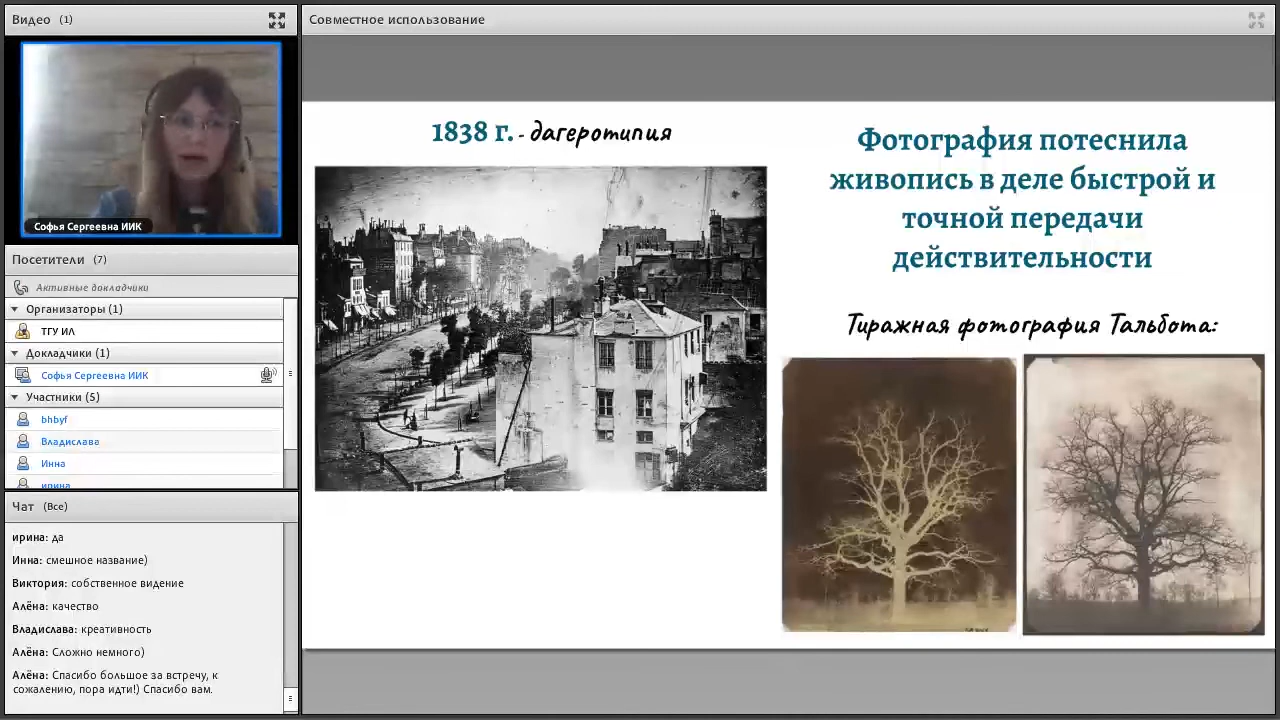 Видео (1)
Софья Сергеевна ИИК
Посетители (7)
Активные докладчики
Организаторы (1)
ТГУ ИЛ
Докладчики (1)
Софья Сергеевна ИИК
Участники (5)
bhbyf
Владислава
Инна
ирина
Чат (Все)
ирина: да
Инна: смешное название)
Виктория: собственное видение
Алёна: качество
Владислава: креативность
Алёна: Сложно немного)
Алёна: Спасибо большое за встречу, к
сожалению, пора идти!) Спасибо вам.
Совместное использование
1838 г. - дагеротипия
Фотография потеснила
живопись в деле быстрой и
точной передачи
действительности
Тиражная фотография Тальбота: